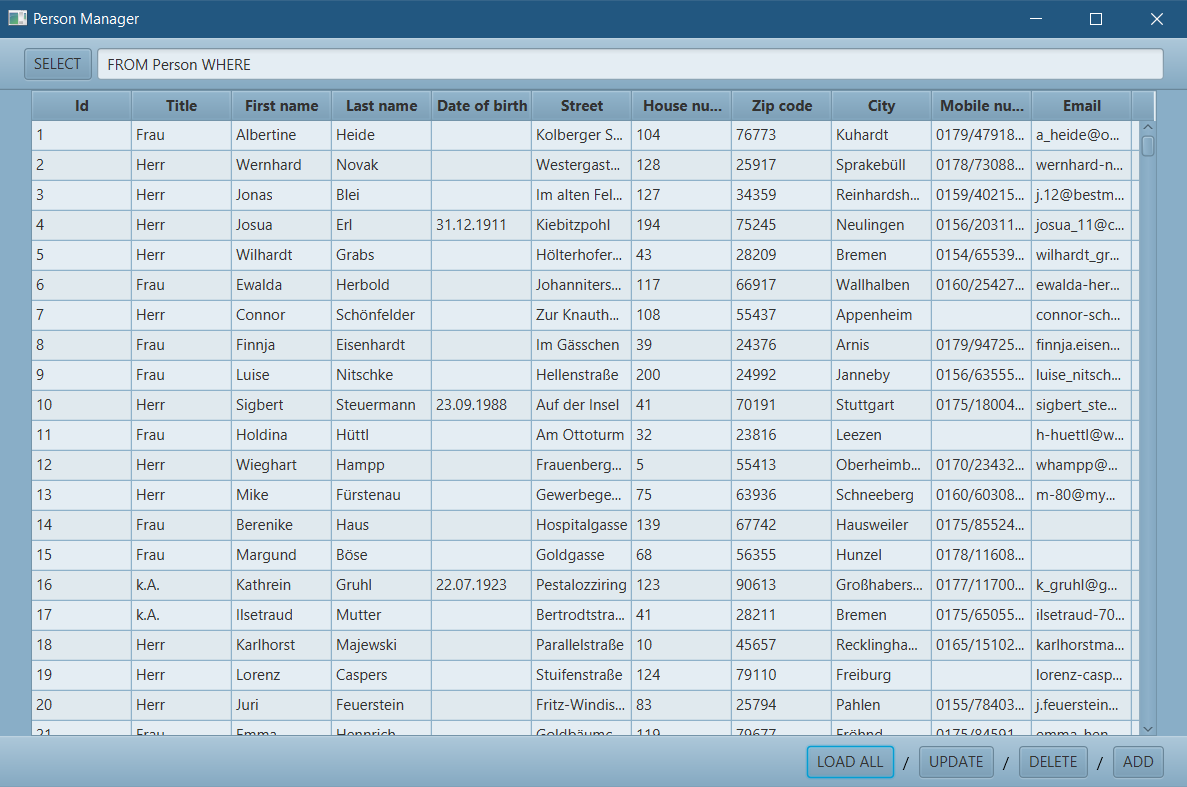 Person Manager
SELECT FROM Person WHERE
Id Title First name Last name Date of birth Street House nu... Zip code City Mobile nu... Email
1 Frau Albertine Heide Kolberger S... 104 76773 Kuhardt 0179/47918... a_heide@o...
2 Herr Wernhard Novak Westergast... 128 25917 Sprakebüll 0178/73088... wernhard-n...
3 Herr Jonas Blei Im alten Fel... 127 34359 Reinhardsh... 0159/40215... j.12@bestm...
4 Herr Josua Erl 31.12.1911 Kiebitzpohl 194 75245 Neulingen 0156/20311... josua_11@c...
5 Herr Wilhardt Grabs Hölterhofer... 43 28209 Bremen 0154/65539... wilhardt_gr...
6 Frau Ewalda Herbold Johanniters... 117 66917 Wallhalben 0160/25427... ewalda-her...
7 Herr Connor Schönfelder Zur Knauth... 108 55437 Appenheim connor-sch...
8 Frau Finnja Eisenhardt Im Gässchen 39 24376 Arnis 0179/94725... finnja.eisen...
9 Frau Luise Nitschke Hellenstraße 200 24992 Janneby 0156/63555... luise_nitsch...
10 Herr Sigbert Steuermann 23.09.1988 Auf der Insel 41 70191 Stuttgart 0175/18004... sigbert_ste...
11 Frau Holdina Hüttl Am Ottoturm 32 23816 Leezen h-huettl@w...
12 Herr Wieghart Hampp Frauenberg... 5 55413 Oberheimb... 0170/23432... whampp@...
13 Herr Mike Fürstenau Gewerbege... 75 63936 Schneeberg 0160/60308... m-80@my...
14 Frau Berenike Haus Hospitalgasse 139 67742 Hausweiler 0175/85524...
15 Frau Margund Böse Goldgasse 68 56355 Hunzel 0178/11608...
16 k.A. Kathrein Gruhl 22.07.1923 Pestalozziring 123 90613 Großhabers... 0177/11700... k_gruhl@g...
17 k.A. Ilsetraud Mutter Bertrodtstra... 41 28211 Bremen 0175/65055... ilsetraud-70...
18 Herr Karlhorst Majewski Parallelstraße 10 45657 Recklingha... 0165/15102... karlhorstma...
19 Herr Lorenz Caspers Stuifenstraße 124 79110 Freiburg lorenz-casp...
20 Herr Juri Feuerstein Fritz-Windis... 83 25794 Pahlen 0155/78403... j.feuerstein...
21 Frau Emma Hennrich Goldbäumc... 119 79677 Fröhnd 0175/84591... emma_hen...
LOAD ALL / UPDATE / DELETE / ADD